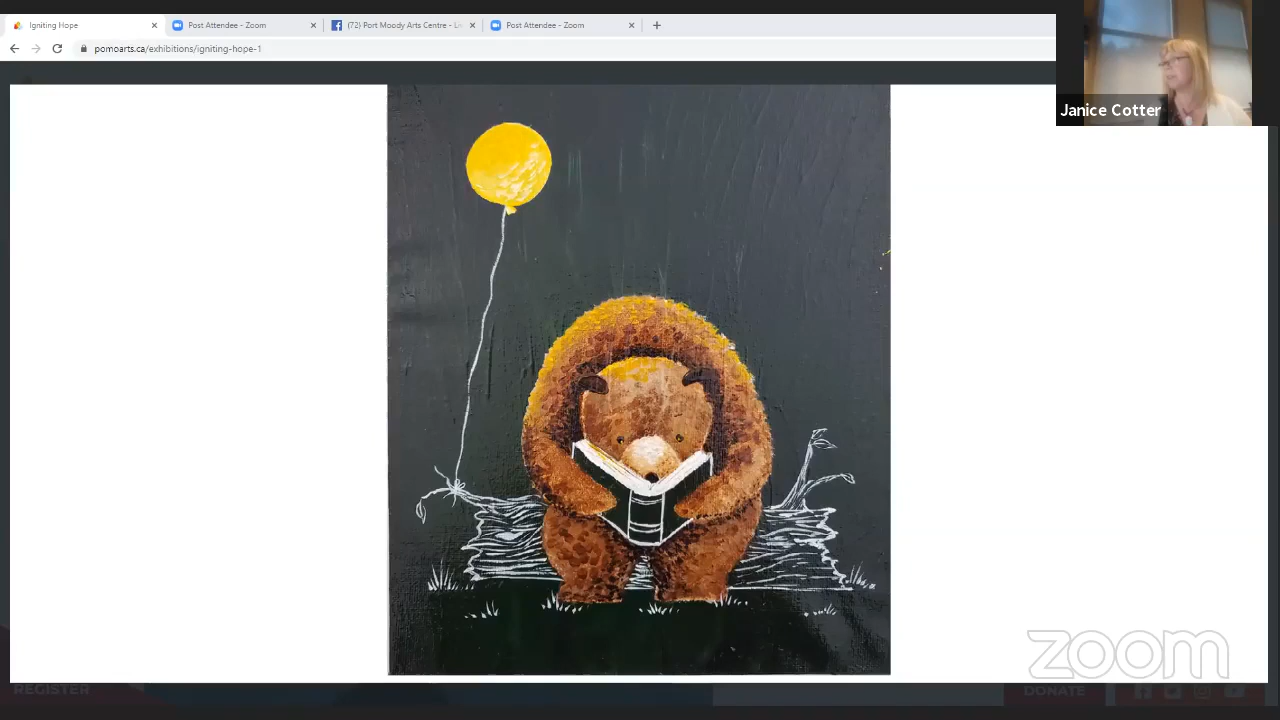 Igniting Hope
Post Attendee - Zoom
(72) Port Moody Arts Centre - Li
Post Attendee - Zoom
pomoarts.ca/exhibitions/igniting-hope-1
Janice Cotter
zoom
REGISTER
DONATE